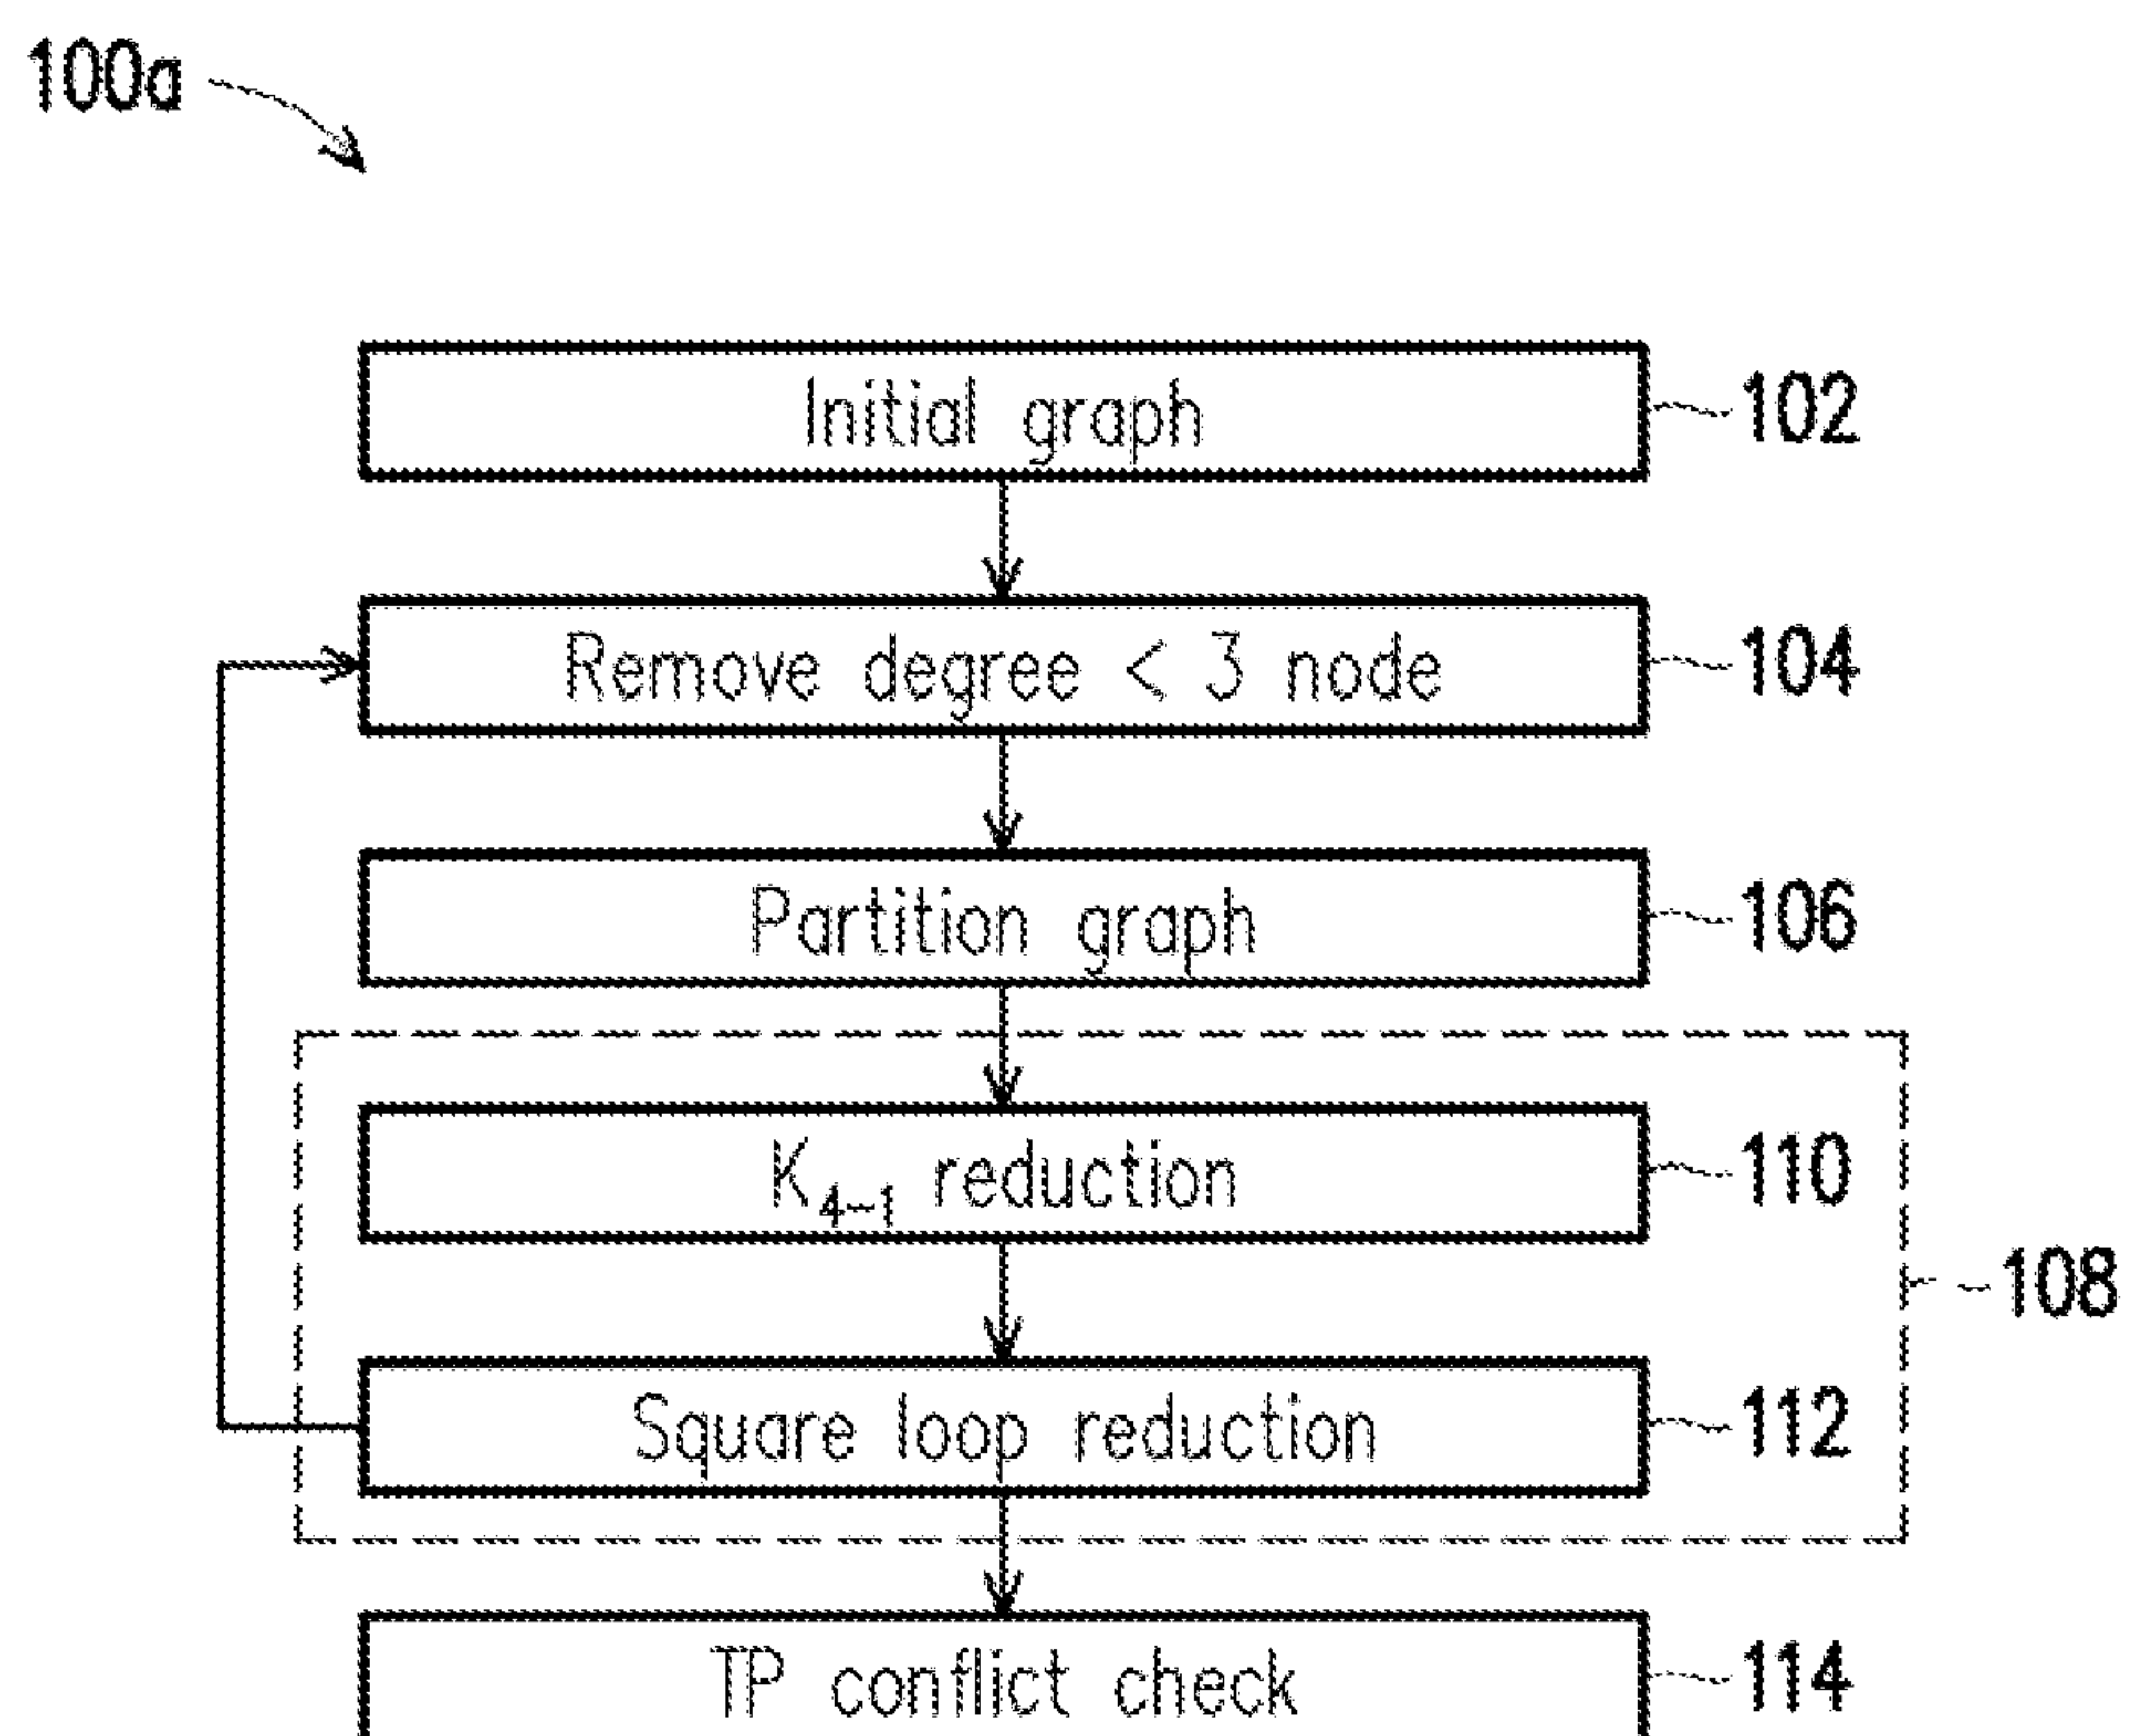 100a
Initial graph 102
Remove degree < 3 node 104
Partition graph 106
K4-1 reduction 110
108
Square loop reduction 112
TP conflict check 114